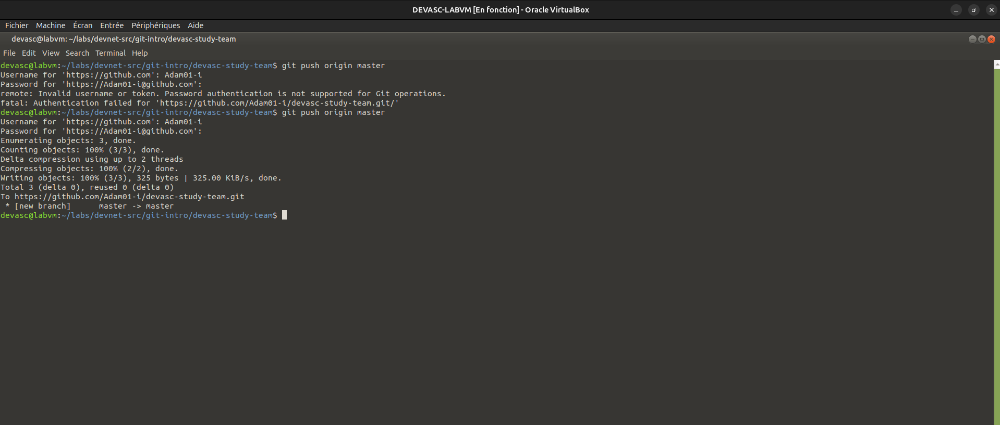 DEVASC-LABVM [En fonction] - Oracle VirtualBox
Fichier Machine Écran Entrée Périphériques Aide
devasc@labvm: ~/labs/devnet-src/git-intro/devasc-study-team
File Edit View Search Terminal Help
devasc@labvm:~/labs/devnet-src/git-intro/devasc-study-team$ git push origin master
Username for 'https://github.com': Adam01-i
Password for 'https://Adam01-i@github.com':
remote: Invalid username or token. Password authentication is not supported for Git operations.
fatal: Authentication failed for 'https://github.com/Adam01-i/devasc-study-team.git/'
devasc@labvm:~/labs/devnet-src/git-intro/devasc-study-team$ git push origin master
Username for 'https://github.com': Adam01-i
Password for 'https://Adam01-i@github.com':
Enumerating objects: 3, done.
Counting objects: 100% (3/3), done.
Delta compression using up to 2 threads
Compressing objects: 100% (2/2), done.
Writing objects: 100% (3/3), 325 bytes | 325.00 KiB/s, done.
Total 3 (delta 0), reused 0 (delta 0)
To https://github.com/Adam01-i/devasc-study-team.git
 * [new branch]      master -> master
devasc@labvm:~/labs/devnet-src/git-intro/devasc-study-team$